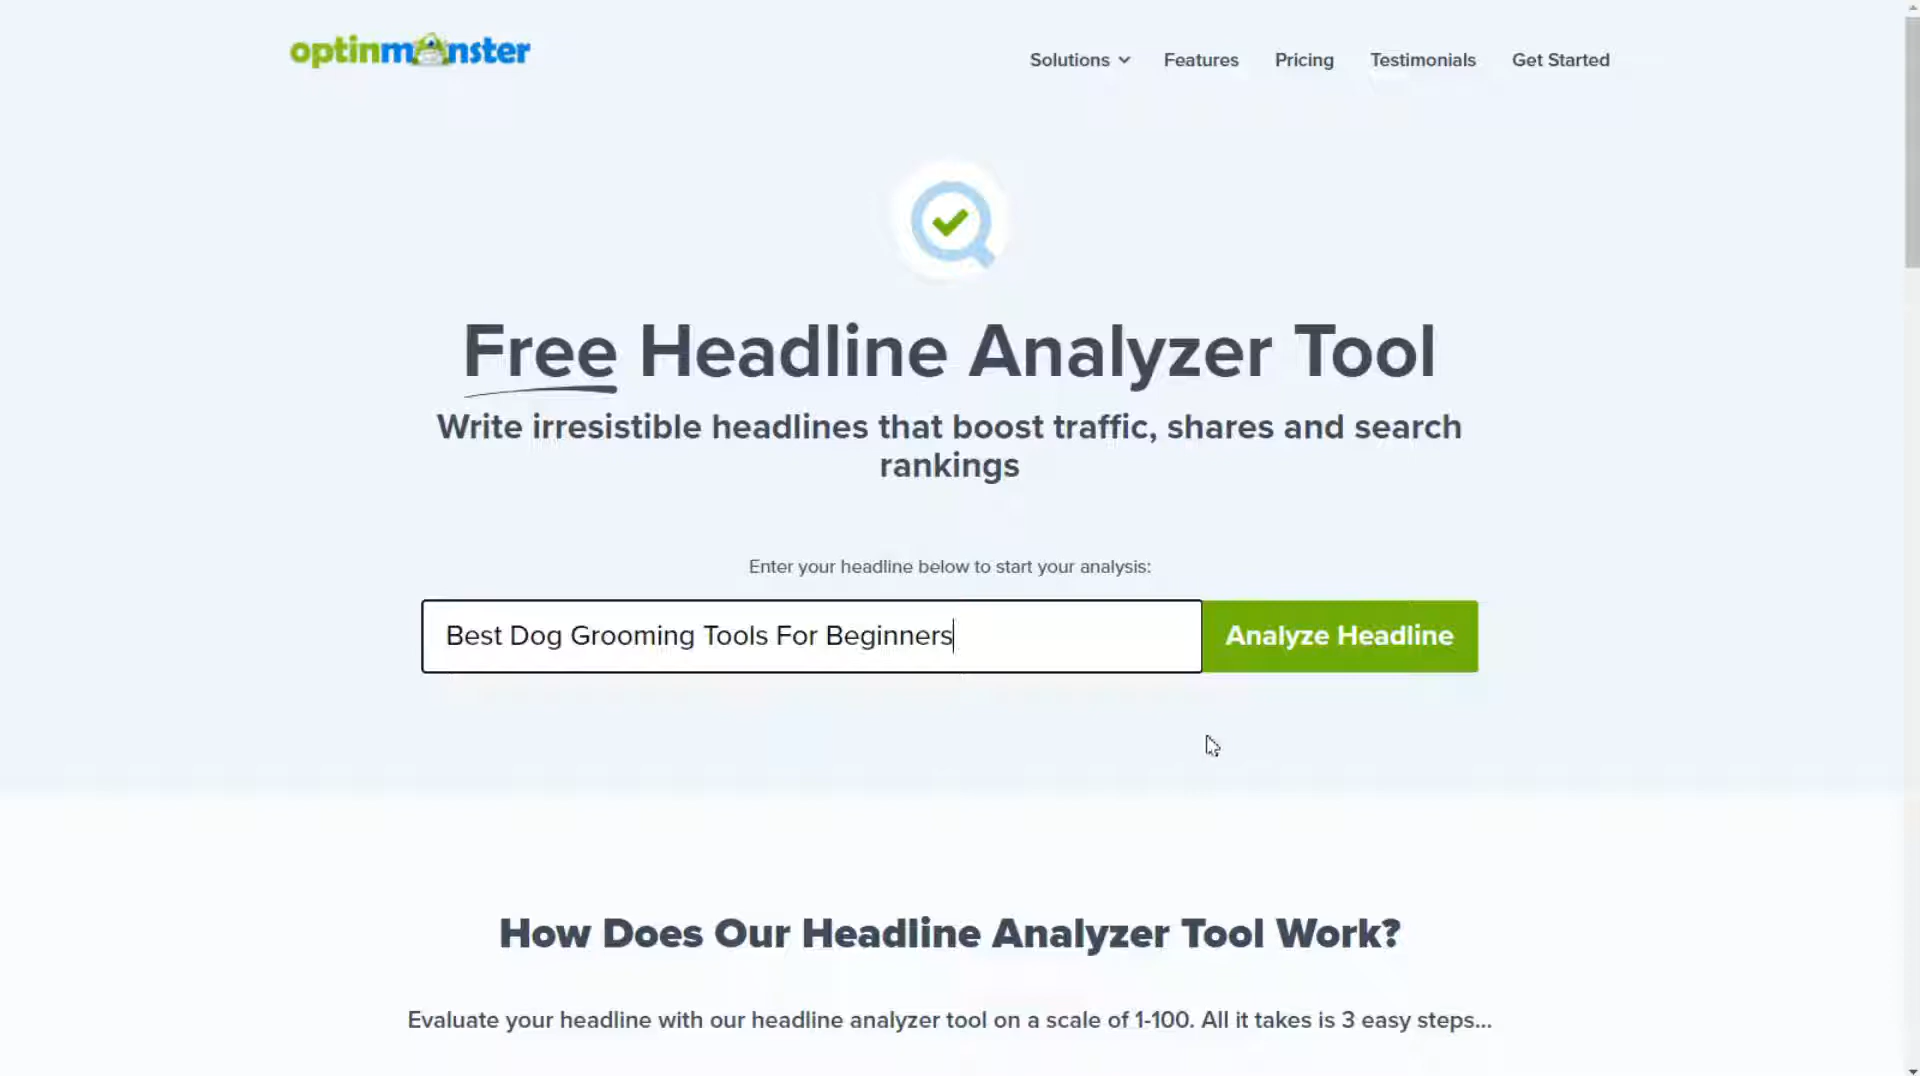 optinmonster
Solutions Features Pricing Testimonials Get Started
Free Headline Analyzer Tool
Write irresistible headlines that boost traffic, shares and search
rankings
Enter your headline below to start your analysis:
Best Dog Grooming Tools For Beginners
Analyze Headline
How Does Our Headline Analyzer Tool Work?
Evaluate your headline with our headline analyzer tool on a scale of 1-100. All it takes is 3 easy steps...